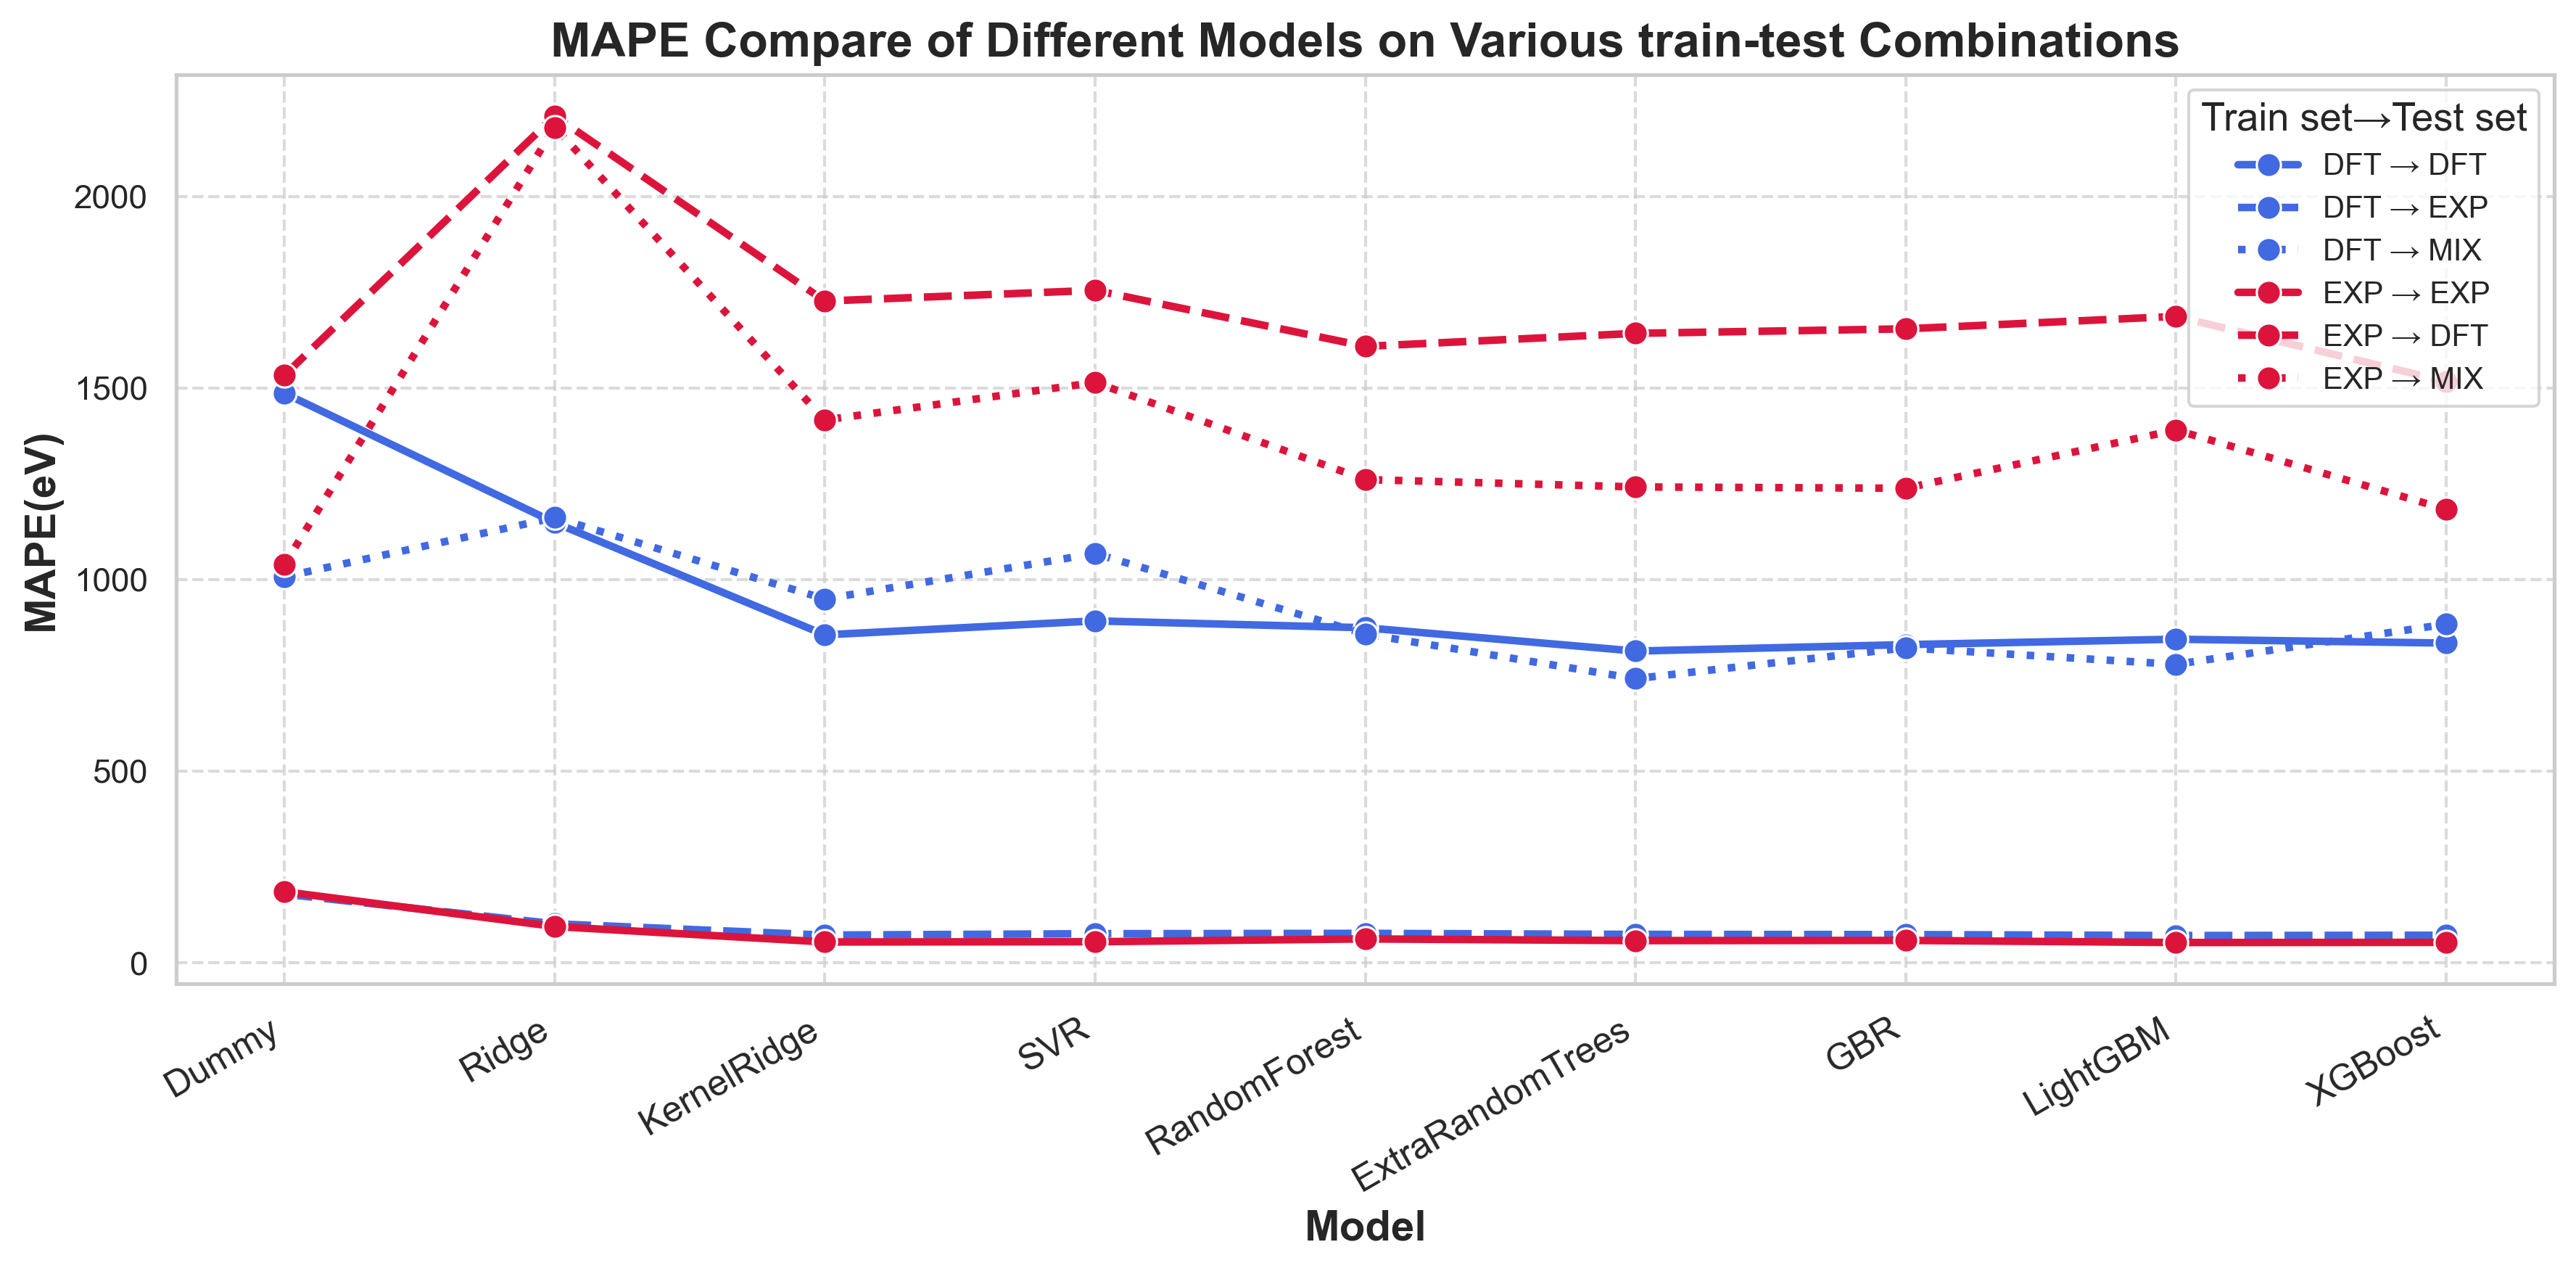 MAPE Compare of Different Models on Various train-test Combinations
MAPE(eV)
2000
1500
1000
500
0
Train set→Test set
DFT → DFT
DFT → EXP
DFT → MIX
EXP → EXP
EXP → DFT
EXP → MIX
Dummy
Ridge
KernelRidge
SVR
RandomForest
ExtraRandomTrees
GBR
LightGBM
XGBoost
Model